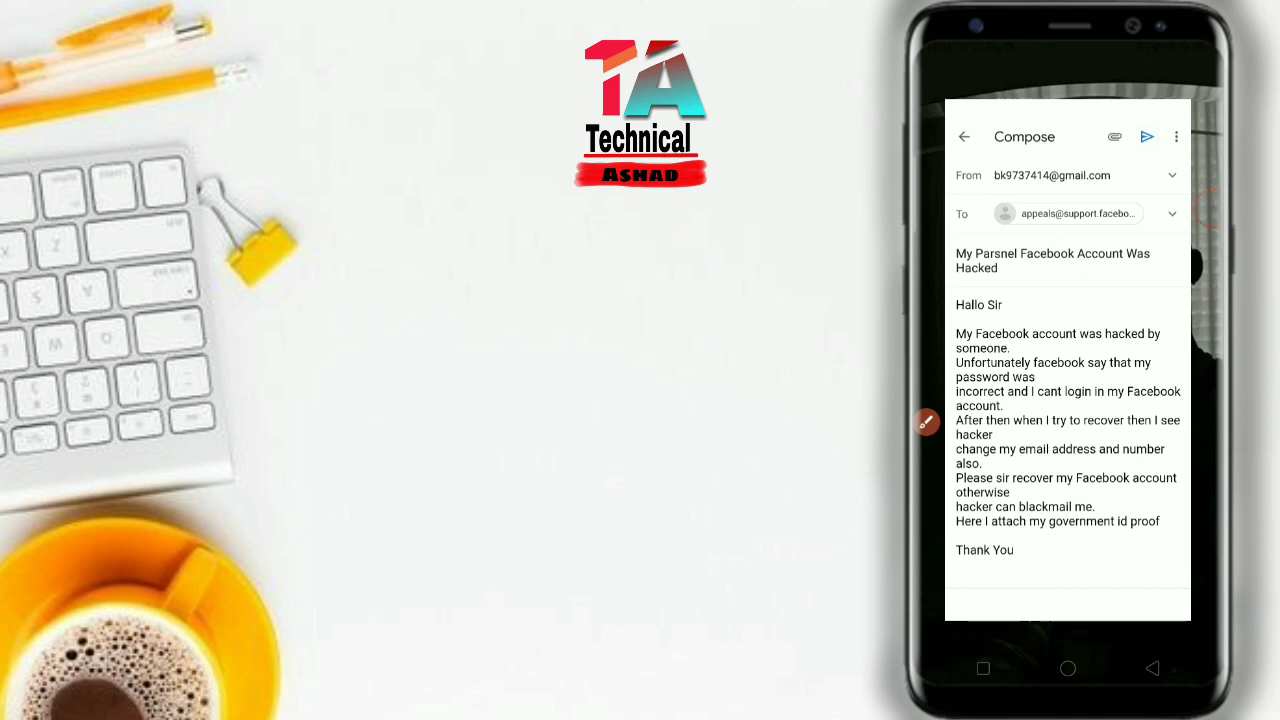 TA
Technical
ASHAD
Compose
From bk9737414@gmail.com
To appeals@support.facebo...
My Parsnel Facebook Account Was
Hacked
Hallo Sir
My Facebook account was hacked by
someone.
Unfortunately facebook say that my
password was
incorrect and I cant login in my Facebook
account.
After then when I try to recover then I see
hacker
change my email address and number
also.
Please sir recover my Facebook account
otherwise
hacker can blackmail me.
Here I attach my government id proof
Thank You